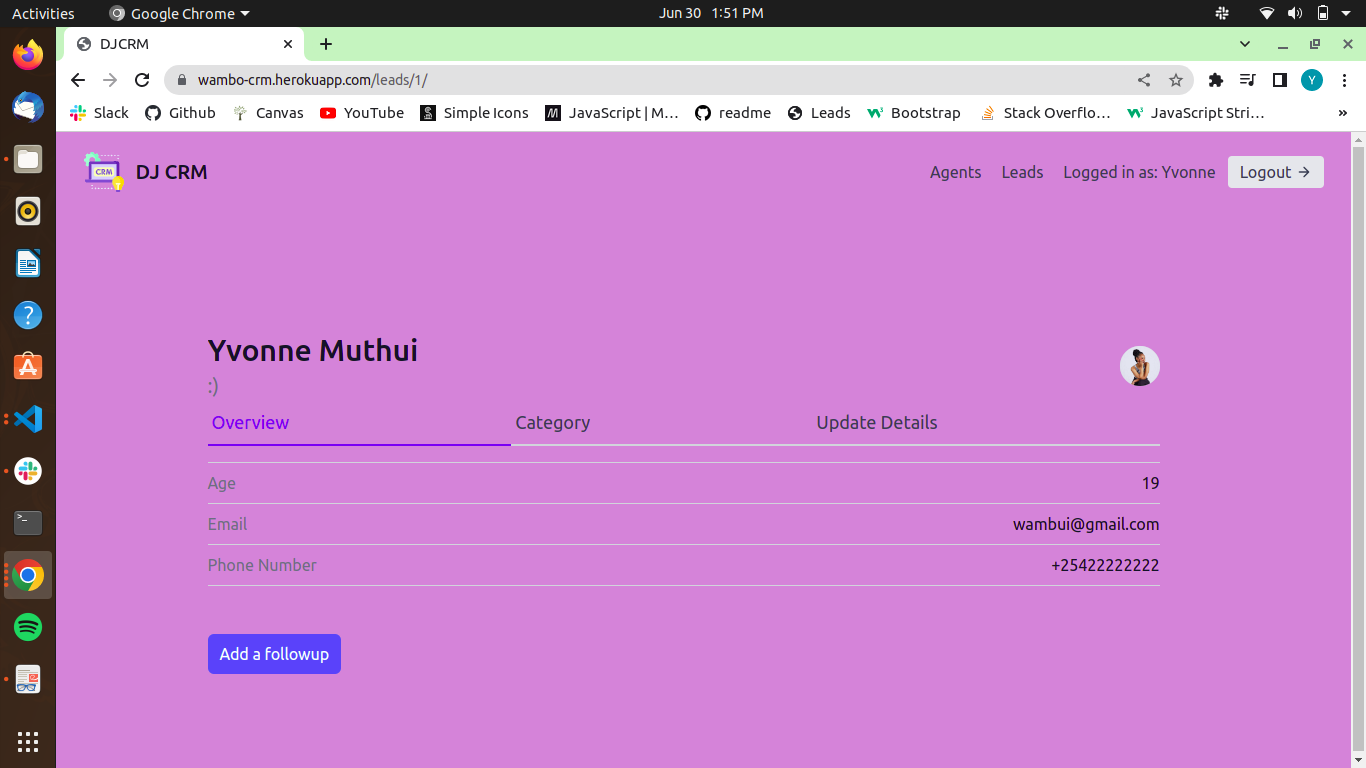 Activities Google Chrome Jun 30 1:51 PM
DJCRM
wambo-crm.herokuapp.com/leads/1/ Y
Slack Github Canvas YouTube Simple Icons JavaScript | M... readme Leads Bootstrap Stack Overflo... JavaScript Stri... »
CRM DJ CRM Agents Leads Logged in as: Yvonne Logout →
Yvonne Muthui
:)
Overview Category Update Details
Age 19
Email wambui@gmail.com
Phone Number +25422222222
Add a followup